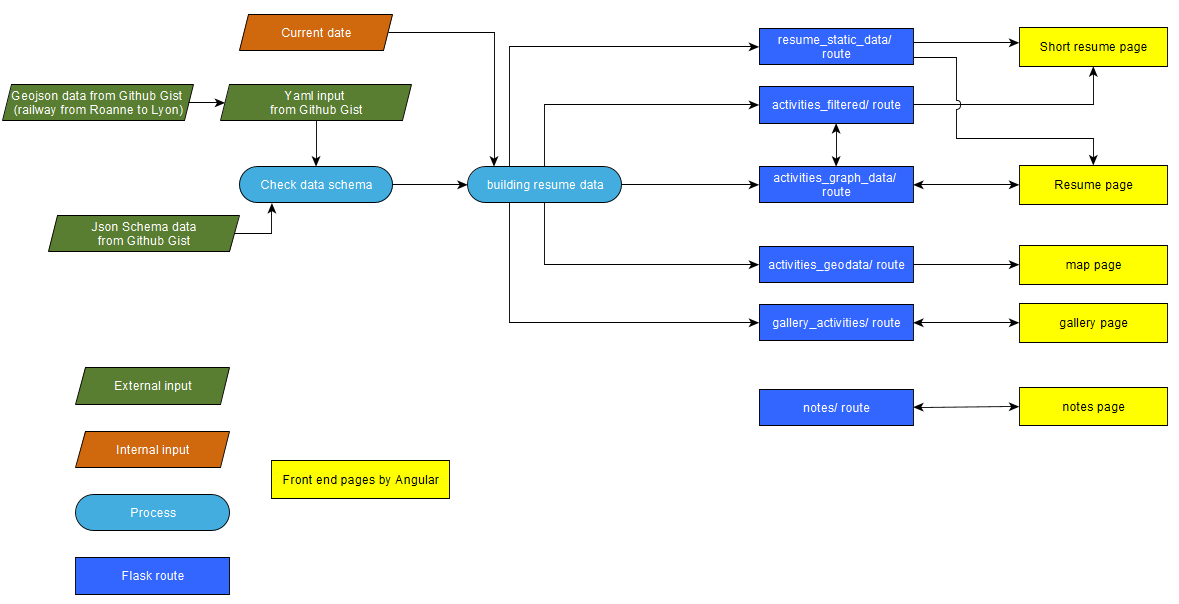 Current date
Geojson data from Github Gist
(railway from Roanne to Lyon)
Yaml input
from Github Gist
Check data schema
Json Schema data
from Github Gist
building resume data
resume_static_data/
route
activities_filtered/ route
activities_graph_data/
route
activities_geodata/ route
gallery_activities/ route
notes/ route
Short resume page
Resume page
map page
gallery page
notes page
External input
Internal input
Process
Flask route
Front end pages by Angular